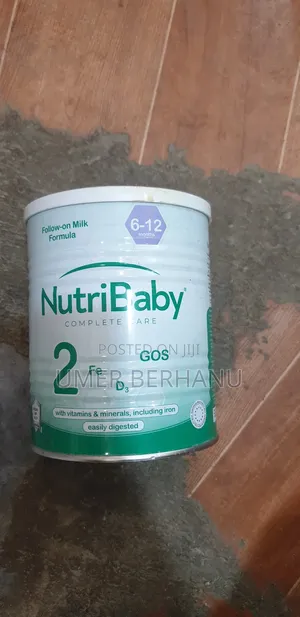 Follow-on Milk
Formula
6-12
NutriBaby
COMPLETE CARE
POSTED ON JIJI
UMER BERHANU
2
Fe
D3
GOS
with vitamins & minerals, including iron
easily digested